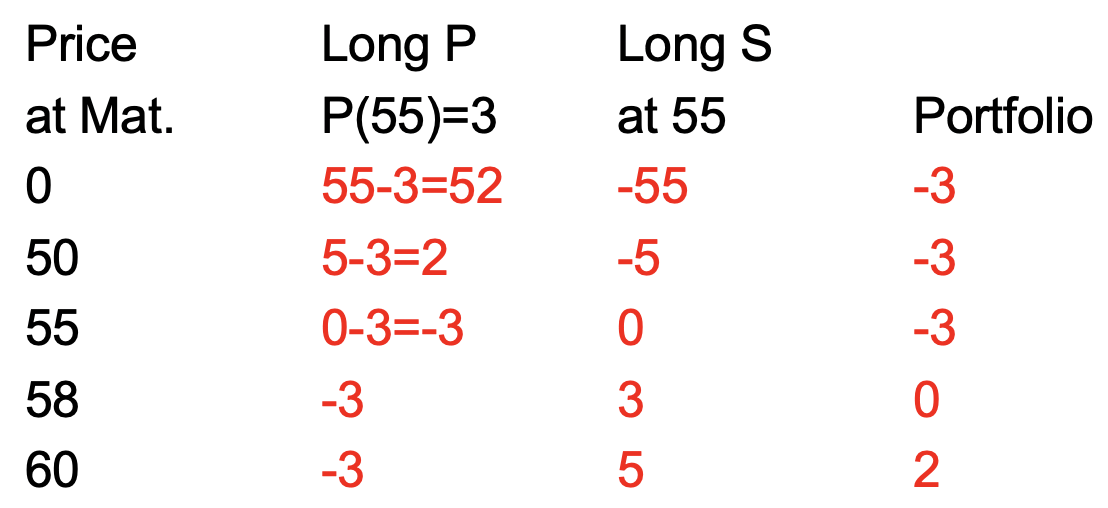 Price Long P Long S
at Mat. P(55)=3 at 55 Portfolio
0 55-3=52 -55 -3
50 5-3=2 -5 -3
55 0-3=-3 0 -3
58 -3 3 0
60 -3 5 2